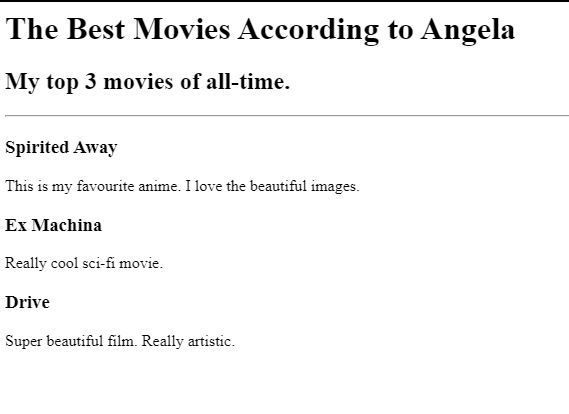 The Best Movies According to Angela
My top 3 movies of all-time.
Spirited Away
This is my favourite anime. I love the beautiful images.
Ex Machina
Really cool sci-fi movie.
Drive
Super beautiful film. Really artistic.